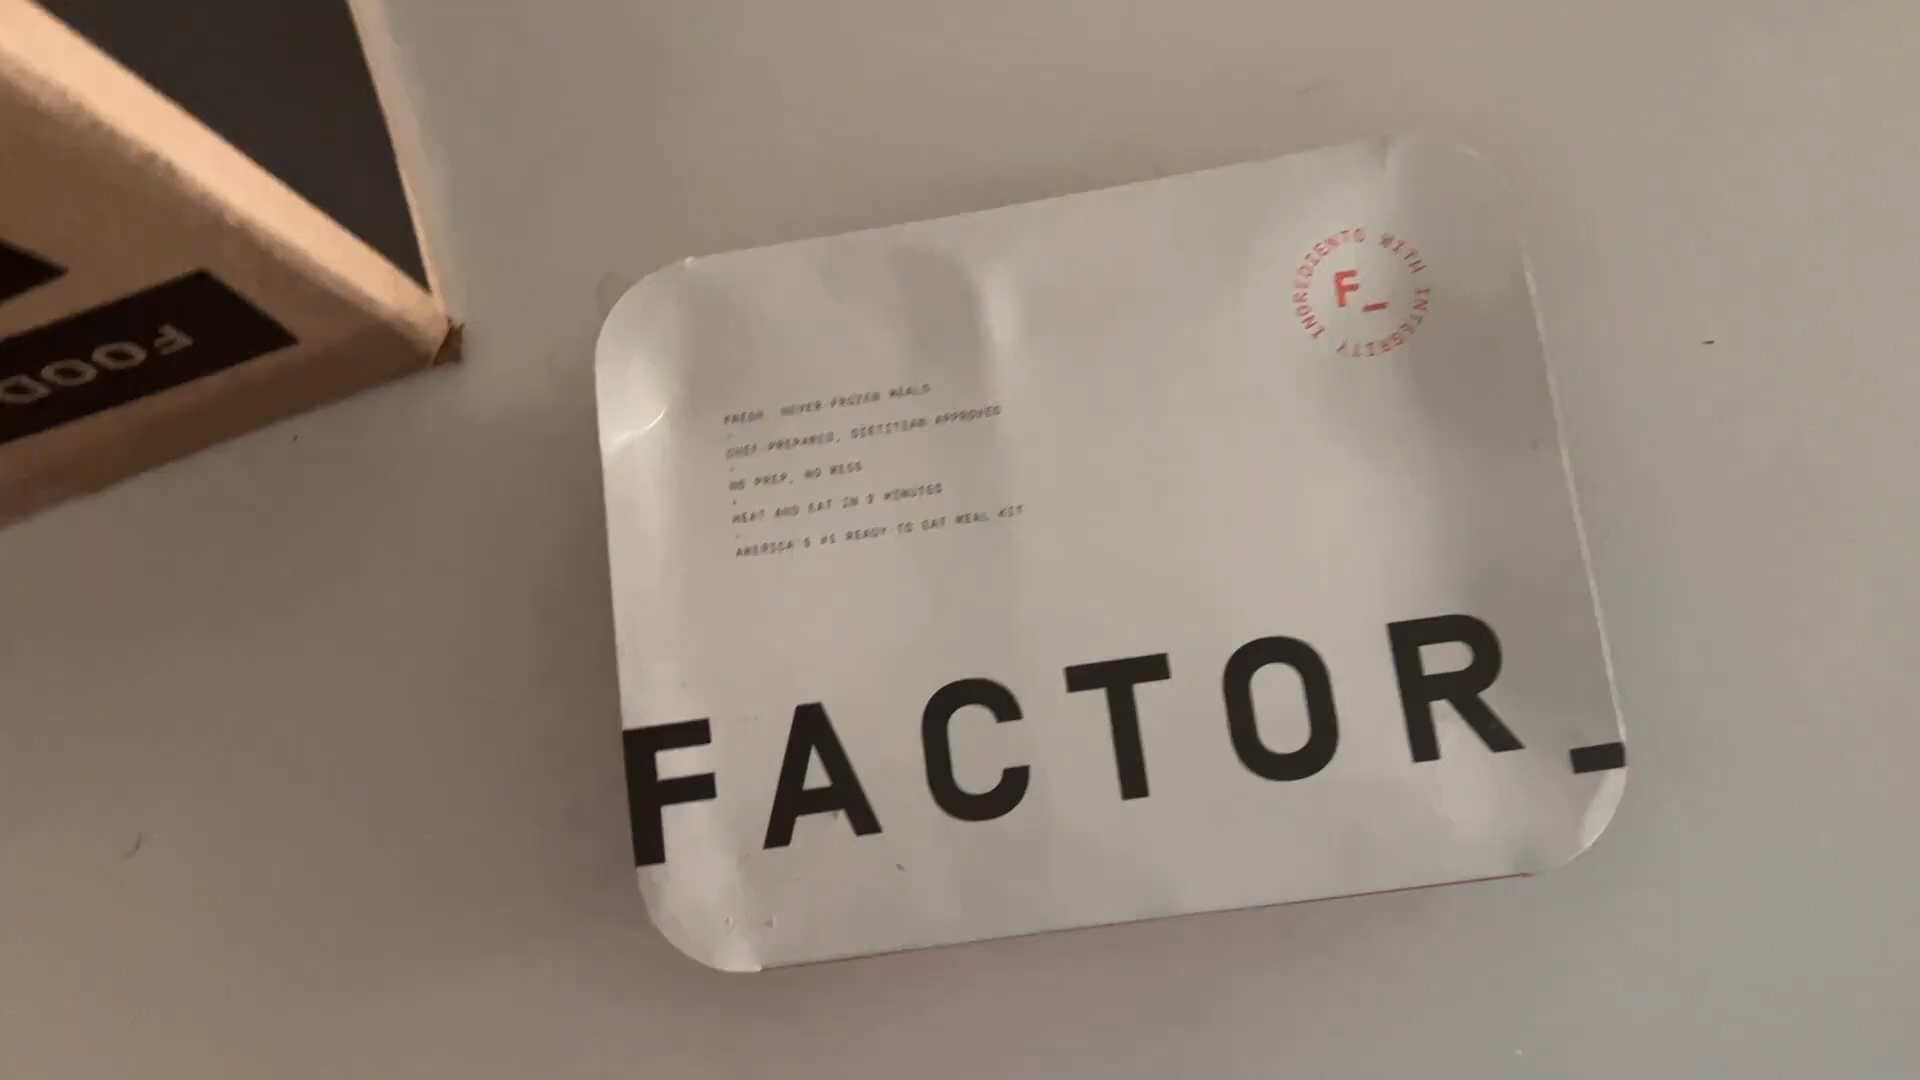 FOOD
INGREDIENTS WITH INTEGRITY
F_
FRESH, NEVER FROZEN MEALS
CHEF-PREPARED, DIETITIAN APPROVED
NO PREP, NO MESS
HEAT AND EAT IN 2 MINUTES
AMERICA'S #1 READY-TO-EAT MEAL KIT
FACTOR_